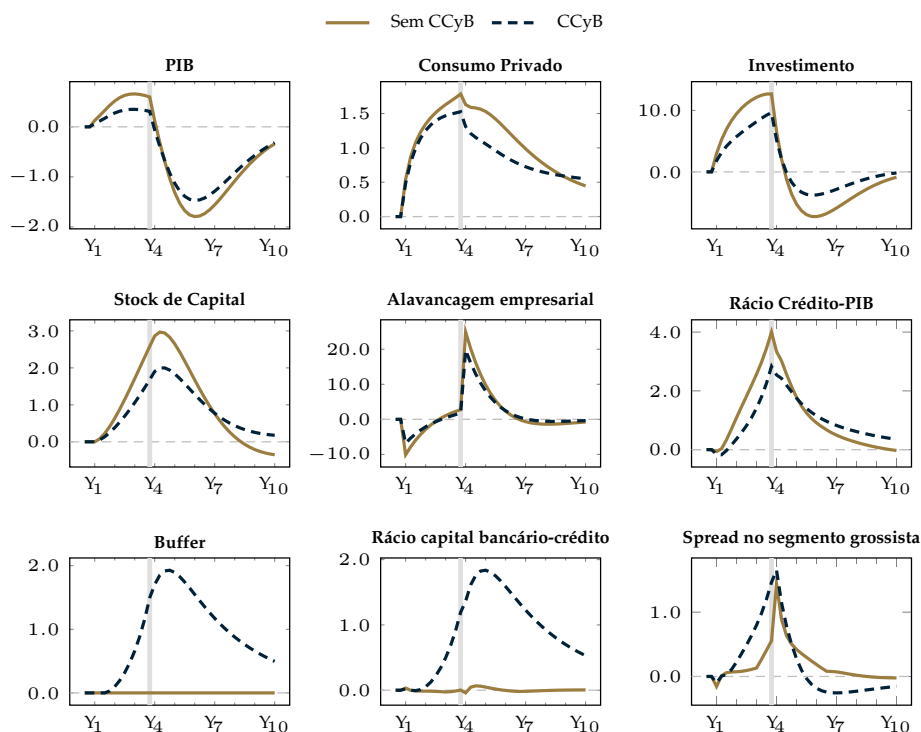 Sem CCyB CCyB
PIB Consumo Privado Investimento
0.0
−1.0
−2.0
Y1 Y4 Y7 Y10
1.5
1.0
0.5
0.0
Y1 Y4 Y7 Y10
10.0
0.0
Y1 Y4 Y7 Y10
Stock de Capital Alavancagem empresarial Rácio Crédito-PIB
3.0
2.0
1.0
0.0
Y1 Y4 Y7 Y10
20.0
10.0
0.0
−10.0
Y1 Y4 Y7 Y10
4.0
2.0
0.0
Y1 Y4 Y7 Y10
Buffer Rácio capital bancário-crédito Spread no segmento grossista
2.0
1.0
0.0
Y1 Y4 Y7 Y10
2.0
1.0
0.0
Y1 Y4 Y7 Y10
1.0
0.0
Y1 Y4 Y7 Y10